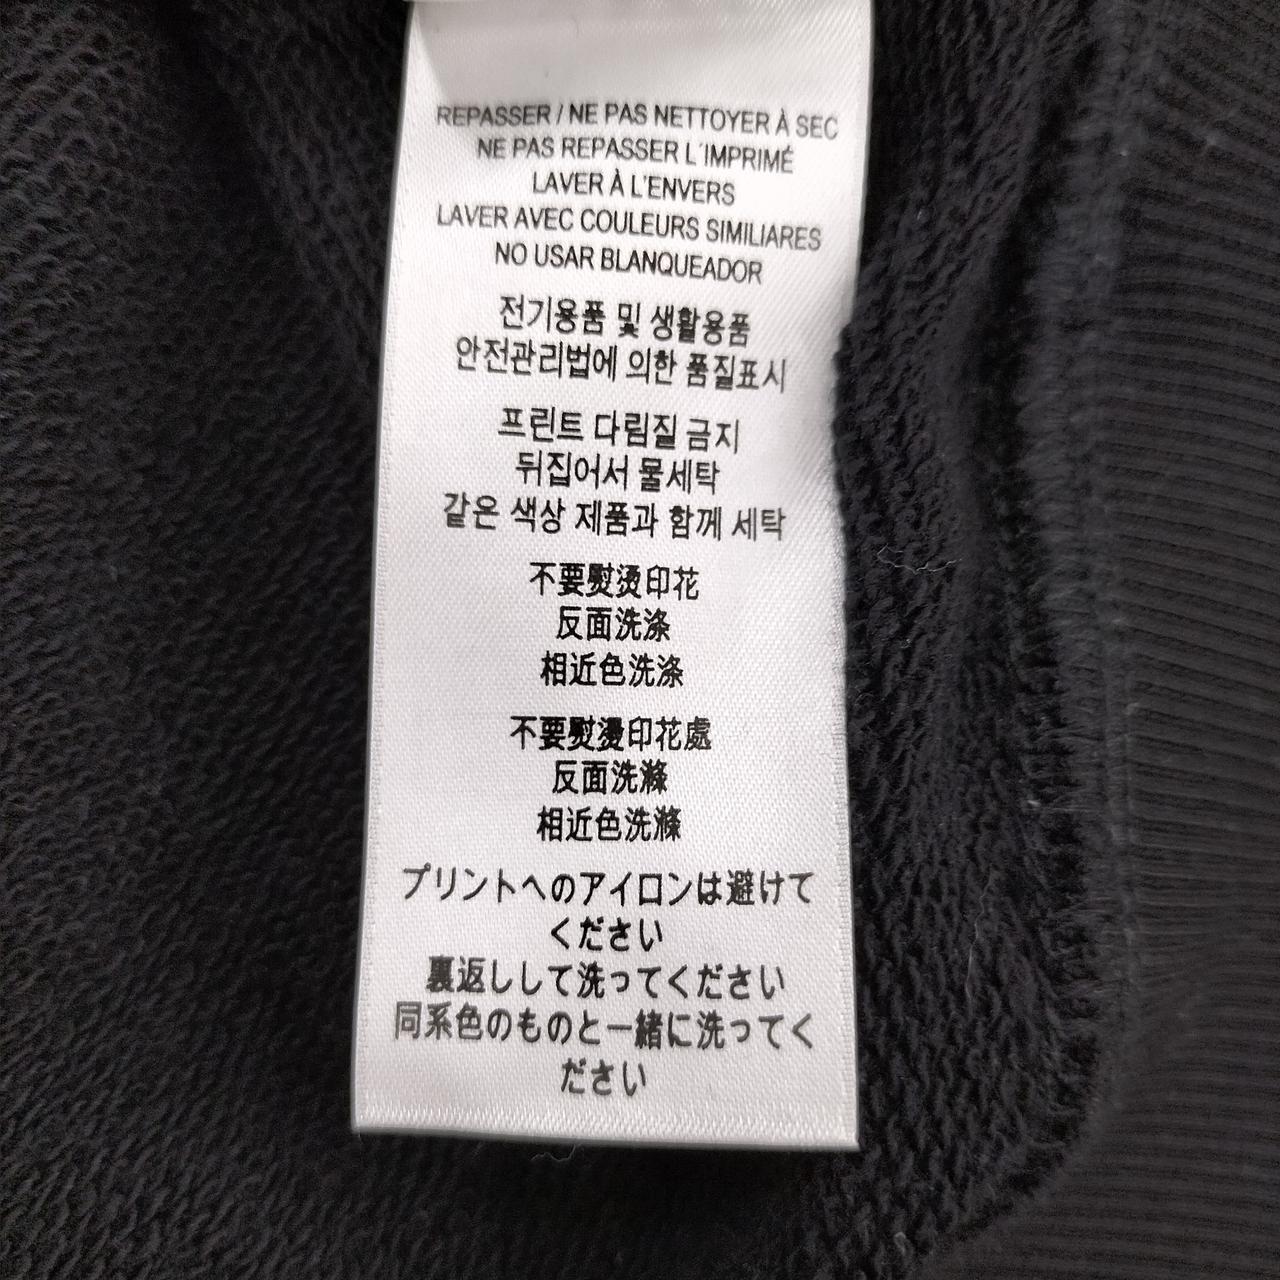 REPASSER / NE PAS NETTOYER À SEC
NE PAS REPASSER L´IMPRIMÉ
LAVER À L'ENVERS
LAVER AVEC COULEURS SIMILIARES
NO USAR BLANQUEADOR
전기용품 및 생활용품
안전관리법에 의한 품질표시
프린트 다림질 금지
뒤집어서 물세탁
같은 색상 제품과 함께 세탁
不要熨烫印花
反面洗涤
相近色洗涤
不要熨燙印花處
反面洗滌
相近色洗滌
プリントへのアイロンは避けて
ください
裏返しして洗ってください
同系色のものと一緒に洗ってく
ださい